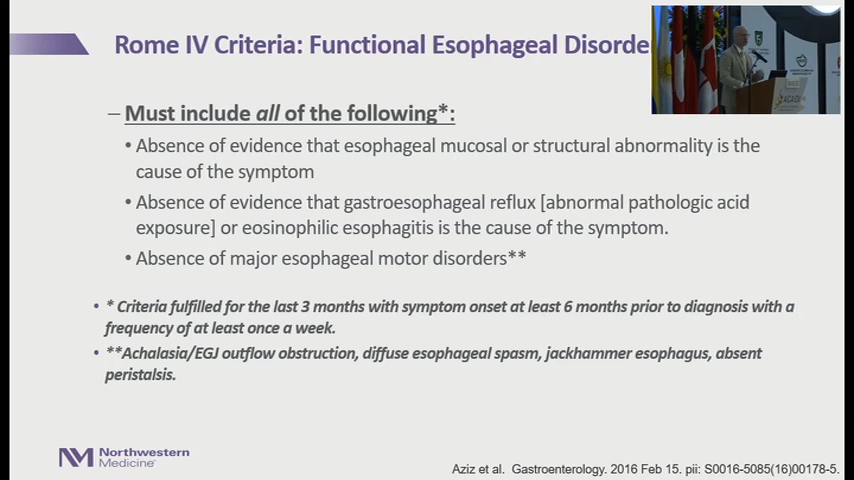 Rome IV Criteria: Functional Esophageal Disorde
– Must include all of the following*:
• Absence of evidence that esophageal mucosal or structural abnormality is the
cause of the symptom
• Absence of evidence that gastroesophageal reflux [abnormal pathologic acid
exposure] or eosinophilic esophagitis is the cause of the symptom.
• Absence of major esophageal motor disorders**
• * Criteria fulfilled for the last 3 months with symptom onset at least 6 months prior to diagnosis with a
frequency of at least once a week.
• **Achalasia/EGJ outflow obstruction, diffuse esophageal spasm, jackhammer esophagus, absent
peristalsis.
Northwestern
Medicine
Aziz et al. Gastroenterology. 2016 Feb 15. pii: S0016-5085(16)00178-5.